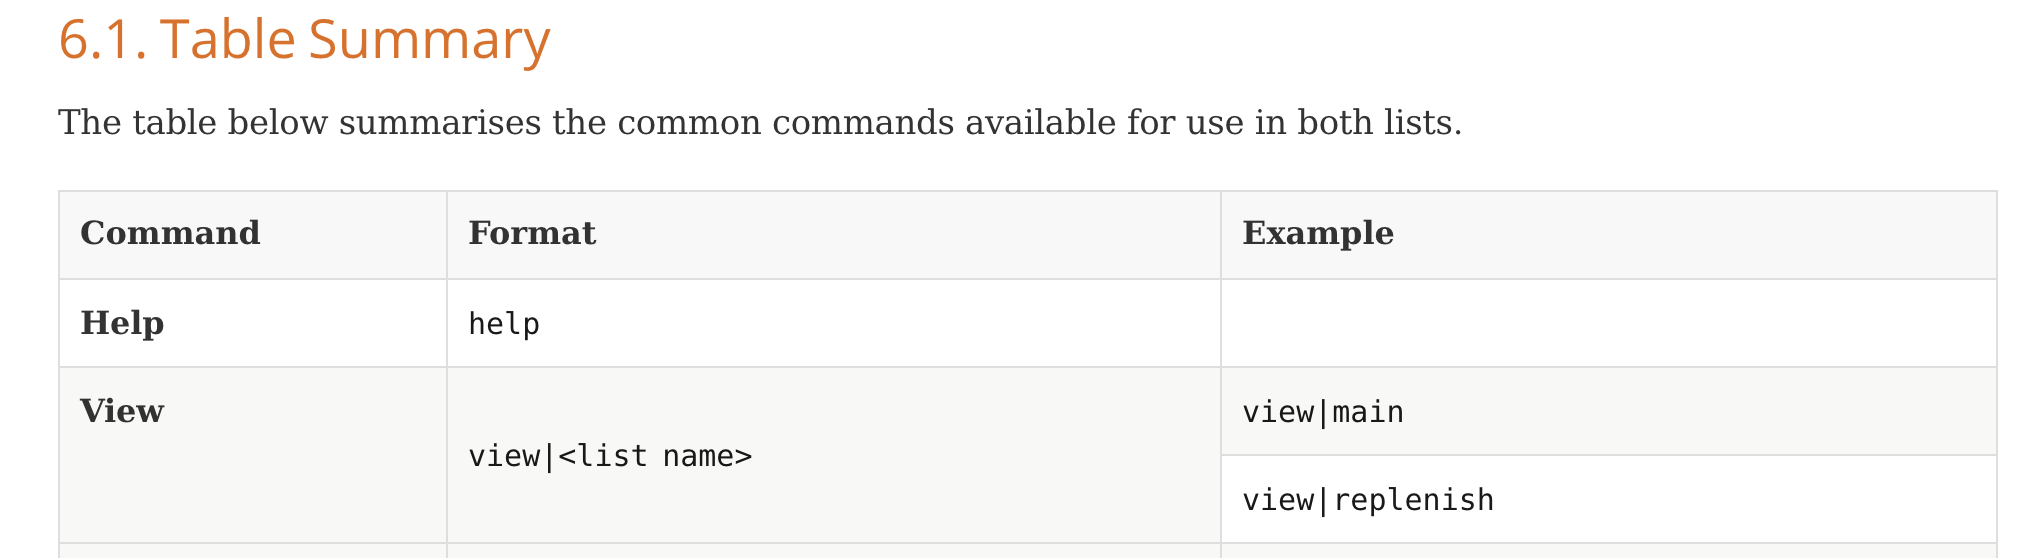 6.1. Table Summary
The table below summarises the common commands available for use in both lists.
Command Format Example
Help help
View view|<list name> view|main
view|replenish